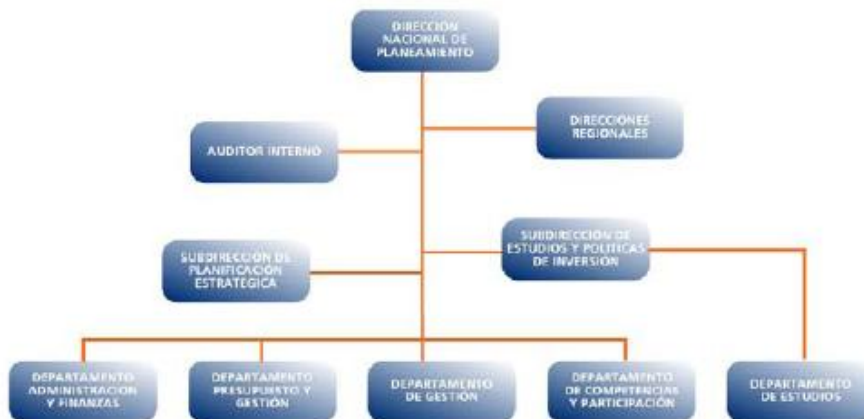 DIRECCIÓN
NACIONAL DE
PLANEAMIENTO
DIRECCIONES
REGIONALES
AUDITOR INTERNO
SUBDIRECCIÓN DE
ESTUDIOS Y POLÍTICAS
DE INVERSIÓN
SUBDIRECCIÓN DE
PLANIFICACIÓN
ESTRATÉGICA
DEPARTAMENTO
ADMINISTRACIÓN
Y FINANZAS
DEPARTAMENTO
PRESUPUESTO Y
GESTIÓN
DEPARTAMENTO
DE GESTIÓN
DEPARTAMENTO
DE COMPETENCIAS
Y PARTICIPACIÓN
DEPARTAMENTO
DE ESTUDIOS